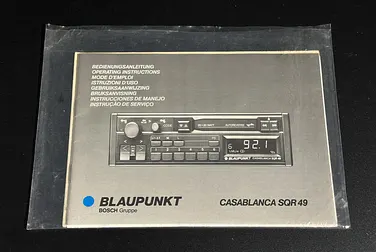 BEDIENUNGSANLEITUNG
OPERATING INSTRUCTIONS
MODE D'EMPLOI
ISTRUZIONI D'USO
GEBRUIKSAANWIJZING
BRUKSANVISNING
INSTRUCCIONES DE MANEJO
INSTRUÇÃO DE SERVIÇO
6 92.1
BLAUPUNKT
BOSCH Gruppe
CASABLANCA SQR 49